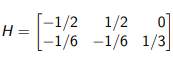 H = [-1/2 1/2 0
-1/6 -1/6 1/3]